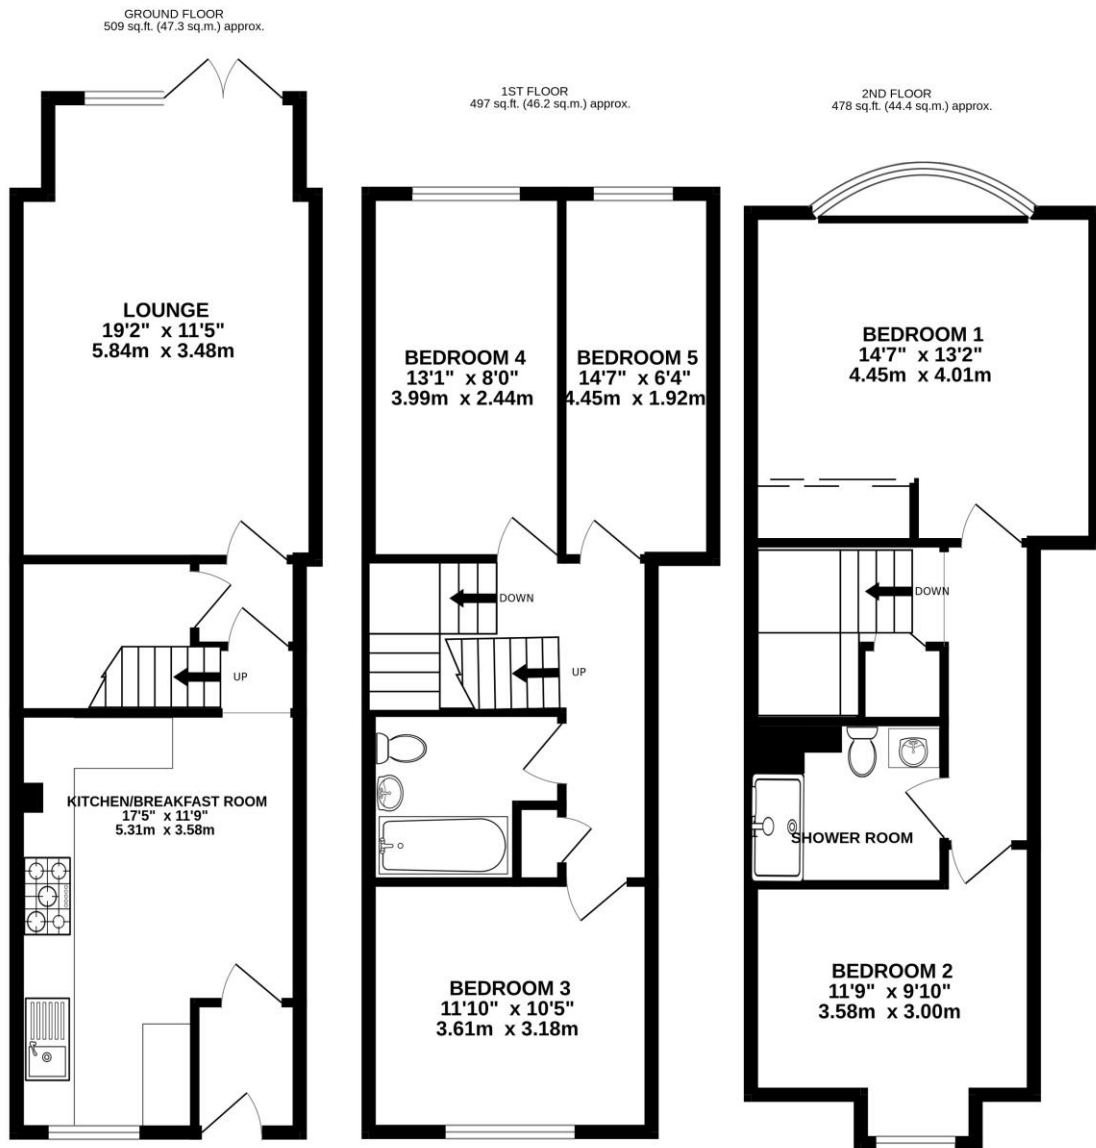 GROUND FLOOR
509 sq.ft. (47.3 sq.m.) approx.
LOUNGE
19'2" x 11'5"
5.84m x 3.48m
UP
KITCHEN/BREAKFAST ROOM
17'5" x 11'9"
5.31m x 3.58m
1ST FLOOR
497 sq.ft. (46.2 sq.m.) approx.
BEDROOM 4
13'1" x 8'0"
3.99m x 2.44m
BEDROOM 5
14'7" x 6'4"
4.45m x 1.92m
DOWN
UP
BEDROOM 3
11'10" x 10'5"
3.61m x 3.18m
2ND FLOOR
478 sq.ft. (44.4 sq.m.) approx.
BEDROOM 1
14'7" x 13'2"
4.45m x 4.01m
DOWN
SHOWER ROOM
BEDROOM 2
11'9" x 9'10"
3.58m x 3.00m